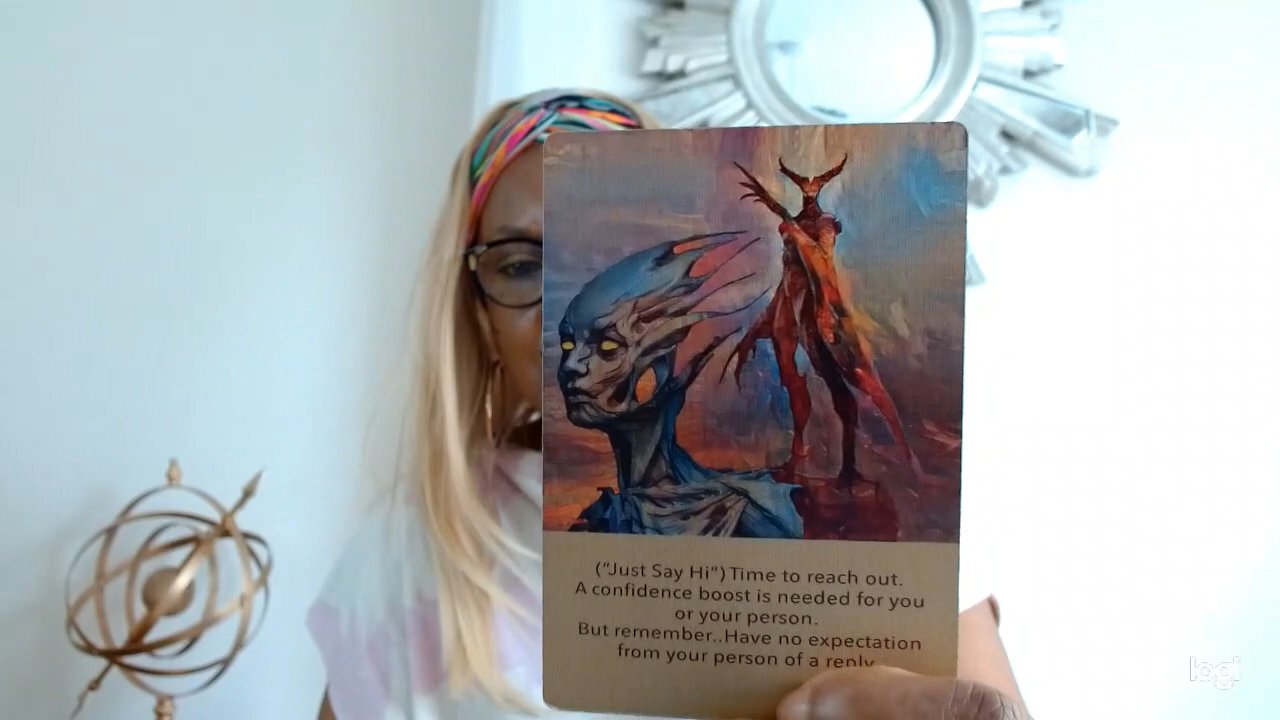 ("Just Say Hi") Time to reach out.
A confidence boost is needed for you
or your person.
But remember..Have no expectation
from your person of a reply
logi